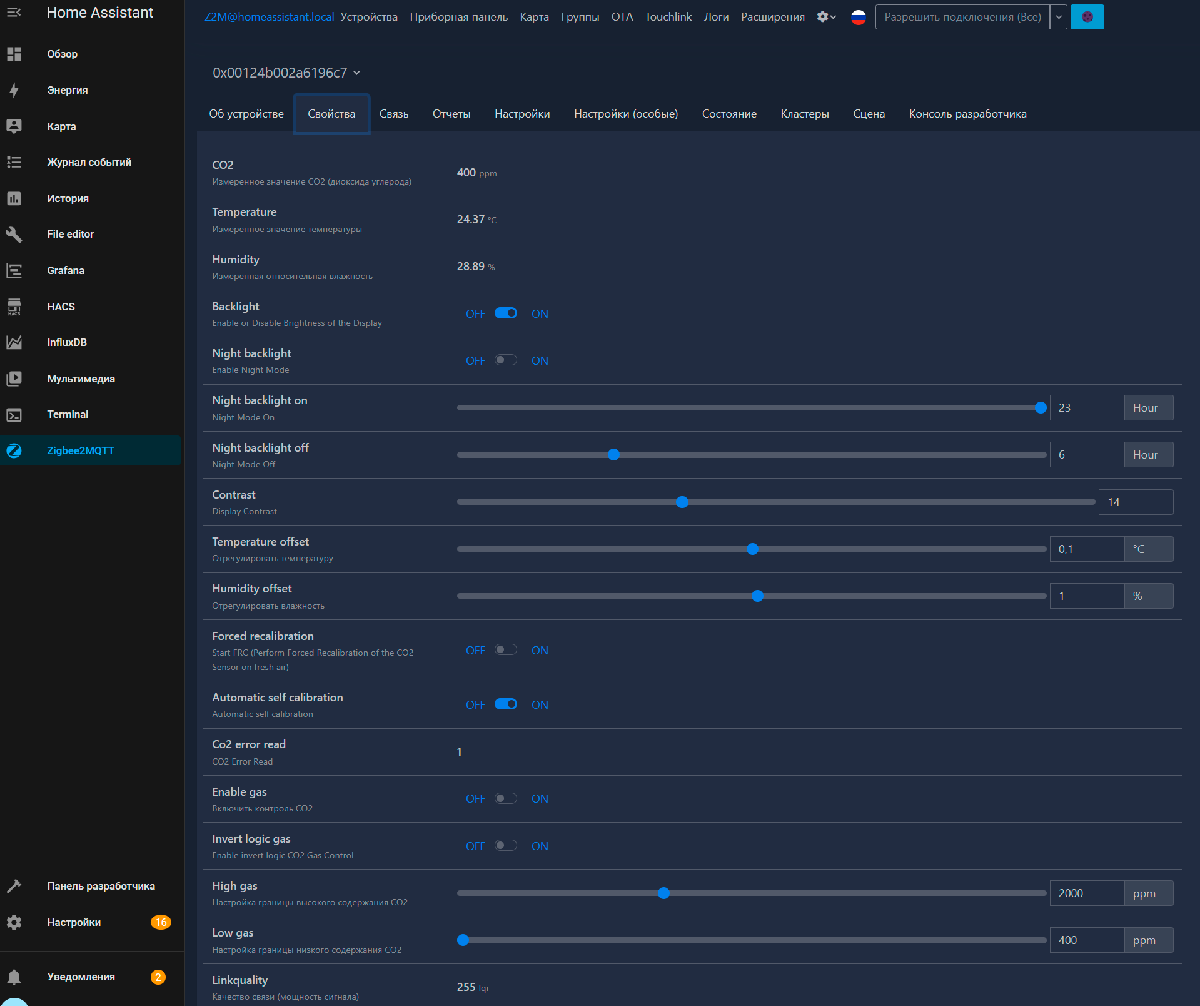 Home Assistant
Обзор
Энергия
Карта
Журнал событий
История
File editor
Grafana
HACS
InfluxDB
Мультимедиа
Terminal
Zigbee2MQTT
Панель разработчика
Настройки 16
Уведомления 2
Z2M@homeassistant.local Устройства Приборная панель Карта Группы OTA Touchlink Логи Расширения Разрешить подключения (Все)
0x00124b002a6196c7
Об устройстве Свойства Связь Отчеты Настройки Настройки (особые) Состояние Кластеры Сцена Консоль разработчика
CO2
Измеренное значение CO2 (диоксида углерода)
400 ppm
Temperature
Измеренное значение температуры
24.37 °C
Humidity
Измеренная относительная влажность
28.89 %
Backlight
Enable or Disable Brightness of the Display
OFF ON
Night backlight
Enable Night Mode
OFF ON
Night backlight on
Night Mode On
23 Hour
Night backlight off
Night Mode Off
6 Hour
Contrast
Display Contrast
14
Temperature offset
Отрегулировать температуру
0,1 °C
Humidity offset
Отрегулировать влажность
1 %
Forced recalibration
Start FRC (Perform Forced Recalibration of the CO2
Sensor on fresh air)
OFF ON
Automatic self calibration
Automatic self calibration
OFF ON
Co2 error read
CO2 Error Read
1
Enable gas
Включить контроль CO2
OFF ON
Invert logic gas
Enable invert logic CO2 Gas Control
OFF ON
High gas
Настройка границы высокого содержания CO2
2000 ppm
Low gas
Настройка границы низкого содержания CO2
400 ppm
Linkquality
Качество связи (мощность сигнала)
255 lqi